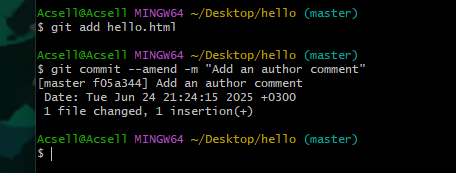 Acsell@Acsell MINGW64 ~/Desktop/hello (master)
$ git add hello.html
Acsell@Acsell MINGW64 ~/Desktop/hello (master)
$ git commit --amend -m "Add an author comment"
[master f05a344] Add an author comment
 Date: Tue Jun 24 21:24:15 2025 +0300
 1 file changed, 1 insertion(+)
Acsell@Acsell MINGW64 ~/Desktop/hello (master)
$